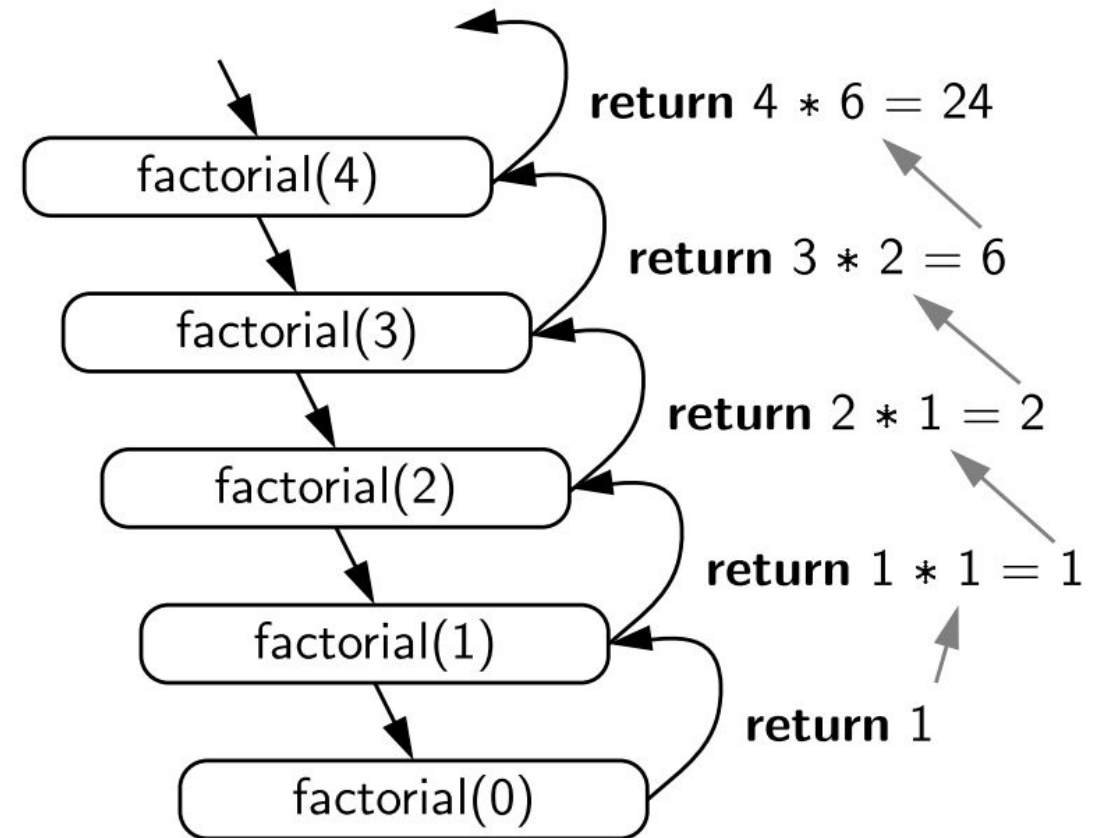 return 4 * 6 = 24
factorial(4)
return 3 * 2 = 6
factorial(3)
return 2 * 1 = 2
factorial(2)
return 1 * 1 = 1
factorial(1)
return 1
factorial(0)